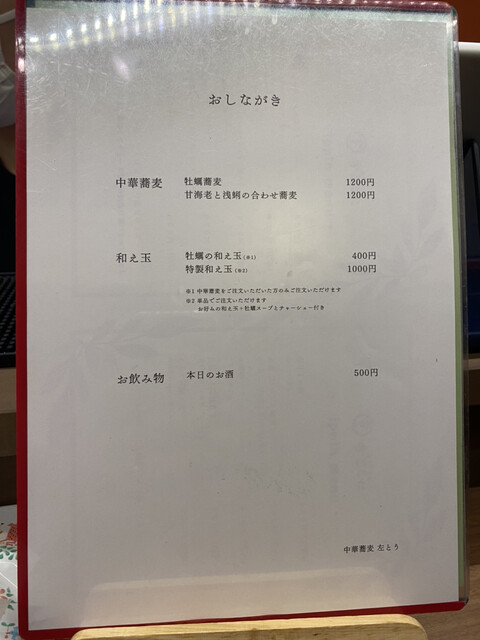 おしながき
中華蕎麦 牡蠣蕎麦 1200円
甘海老と浅蜊の合わせ蕎麦 1200円
和え玉 牡蠣の和え玉(※1) 400円
特製和え玉(※2) 1000円
※1 中華蕎麦をご注文いただいた方のみご注文いただけます
※2 単品でご注文いただけます
お好みの和え玉+牡蠣スープとチャーシュー付き
お飲み物 本日のお酒 500円
中華蕎麦 左とう